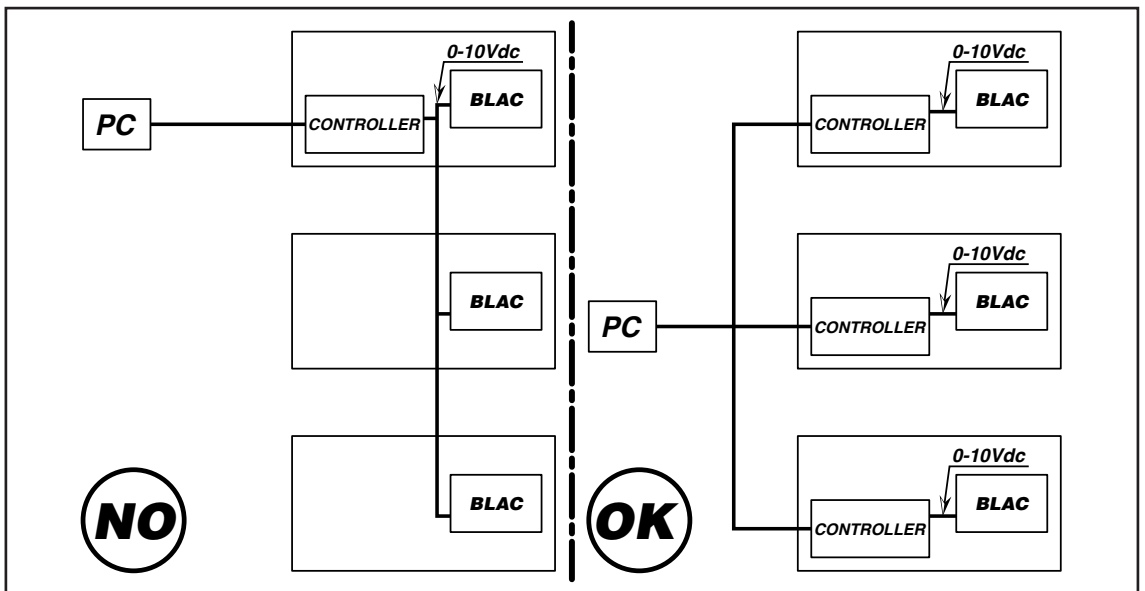 0-10Vdc
BLAC
PC
CONTROLLER
BLAC
BLAC
NO
0-10Vdc
BLAC
CONTROLLER
0-10Vdc
BLAC
PC
CONTROLLER
0-10Vdc
BLAC
CONTROLLER
OK